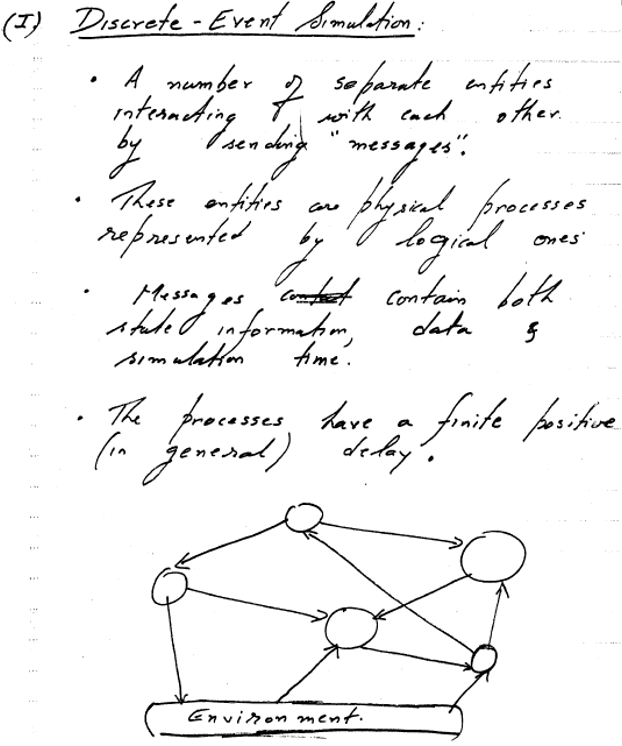 (I) Discrete - Event Simulation:
• A number of separate entities
interacting with each other
by sending "messages".
• These entities are physical processes
represented by logical ones
• Messages contain both
state information, data &
simulation time.
• The processes have a finite positive
(in general) delay.
Environment.